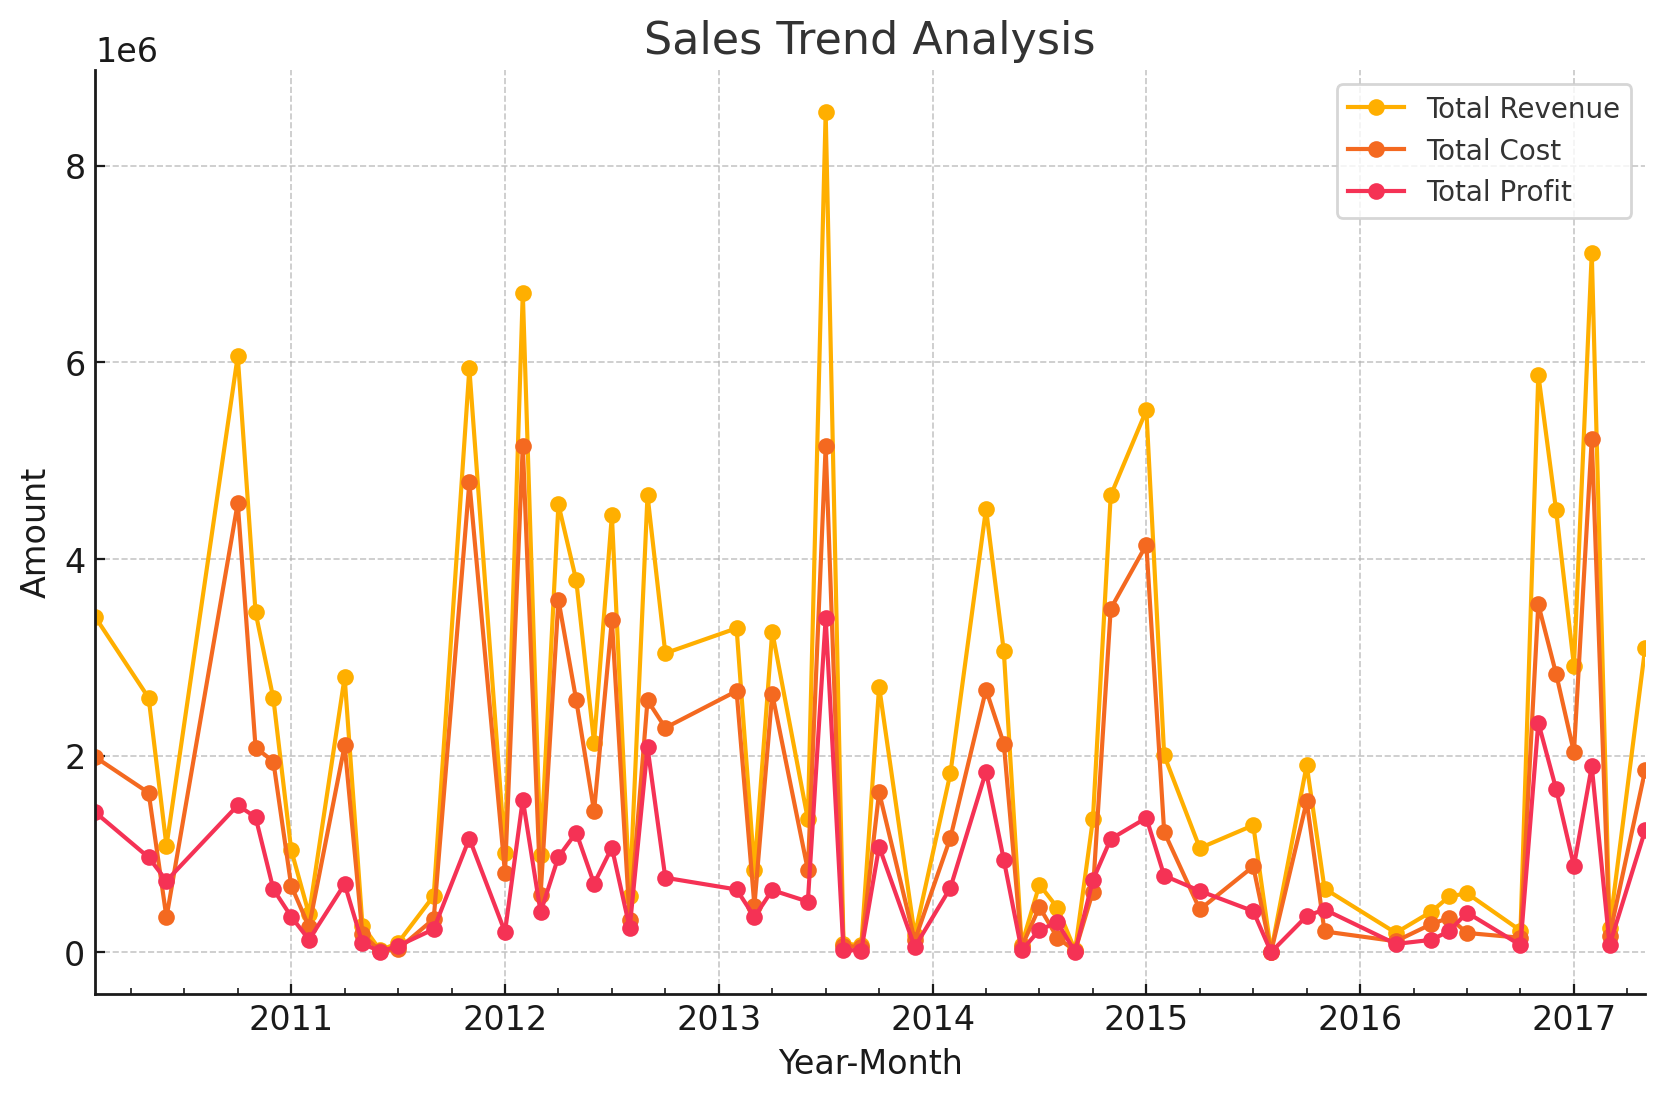 Sales Trend Analysis
1e6
Total Revenue
Total Cost
Total Profit
8
6
4
2
0
Amount
2011 2012 2013 2014 2015 2016 2017
Year-Month